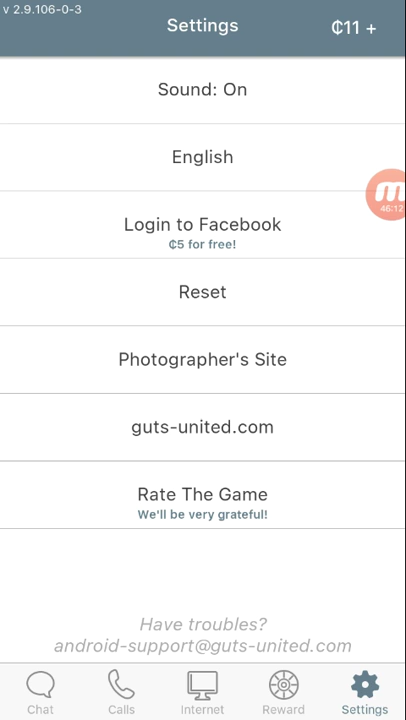 v 2.9.106-0-3
Settings
₵11 +
Sound: On
English
46:12
Login to Facebook
₵5 for free!
Reset
Photographer's Site
guts-united.com
Rate The Game
We'll be very grateful!
Have troubles?
android-support@guts-united.com
Chat
Calls
Internet
Reward
Settings